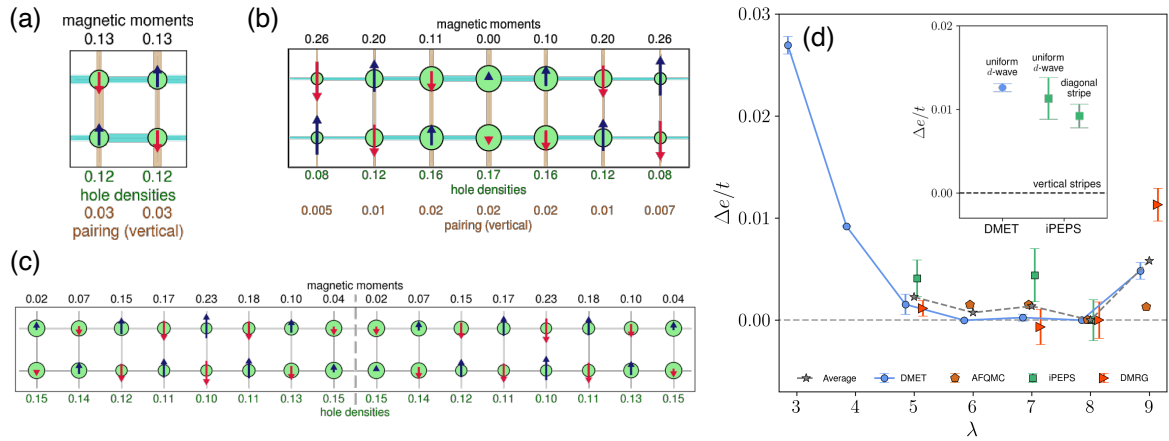 (a)
magnetic moments
0.13 0.13
0.12 0.12
hole densities
0.03 0.03
pairing (vertical)
(b)
magnetic moments
0.26 0.20 0.11 0.00 0.10 0.20 0.26
0.08 0.12 0.16 0.17 0.16 0.12 0.08
hole densities
0.005 0.01 0.02 0.02 0.02 0.01 0.007
pairing (vertical)
(c)
magnetic moments
0.02 0.07 0.15 0.17 0.23 0.18 0.10 0.04 0.02 0.07 0.15 0.17 0.23 0.18 0.10 0.04
0.15 0.14 0.12 0.11 0.10 0.11 0.13 0.15 0.15 0.14 0.12 0.11 0.10 0.11 0.13 0.15
hole densities
(d)
Δe/t
0.03
0.02
0.01
0.00
3 4 5 6 7 8 9
λ
Average DMET AFQMC iPEPS DMRG
Δe/t
0.02
0.01
0.00
uniform
d-wave
uniform
d-wave
diagonal
stripe
vertical stripes
DMET iPEPS